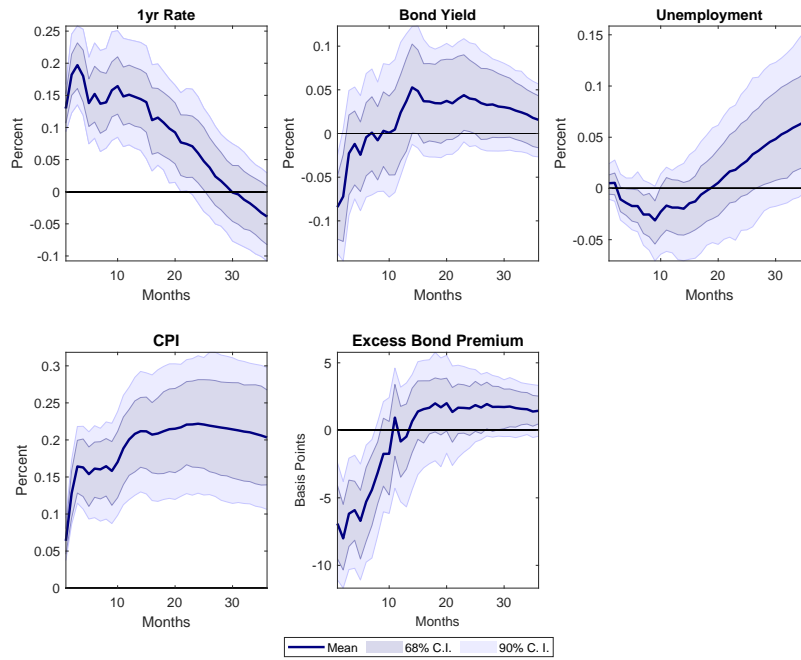 1yr Rate
0.25
0.2
0.15
0.1
0.05
0
-0.05
-0.1
Percent
10 20 30
Months
Bond Yield
0.1
0.05
0
-0.05
-0.1
Percent
10 20 30
Months
Unemployment
0.15
0.1
0.05
0
-0.05
Percent
10 20 30
Months
CPI
0.3
0.25
0.2
0.15
0.1
0.05
0
Percent
10 20 30
Months
Excess Bond Premium
5
0
-5
-10
Basis Points
10 20 30
Months
Mean 68% C.I. 90% C. I.